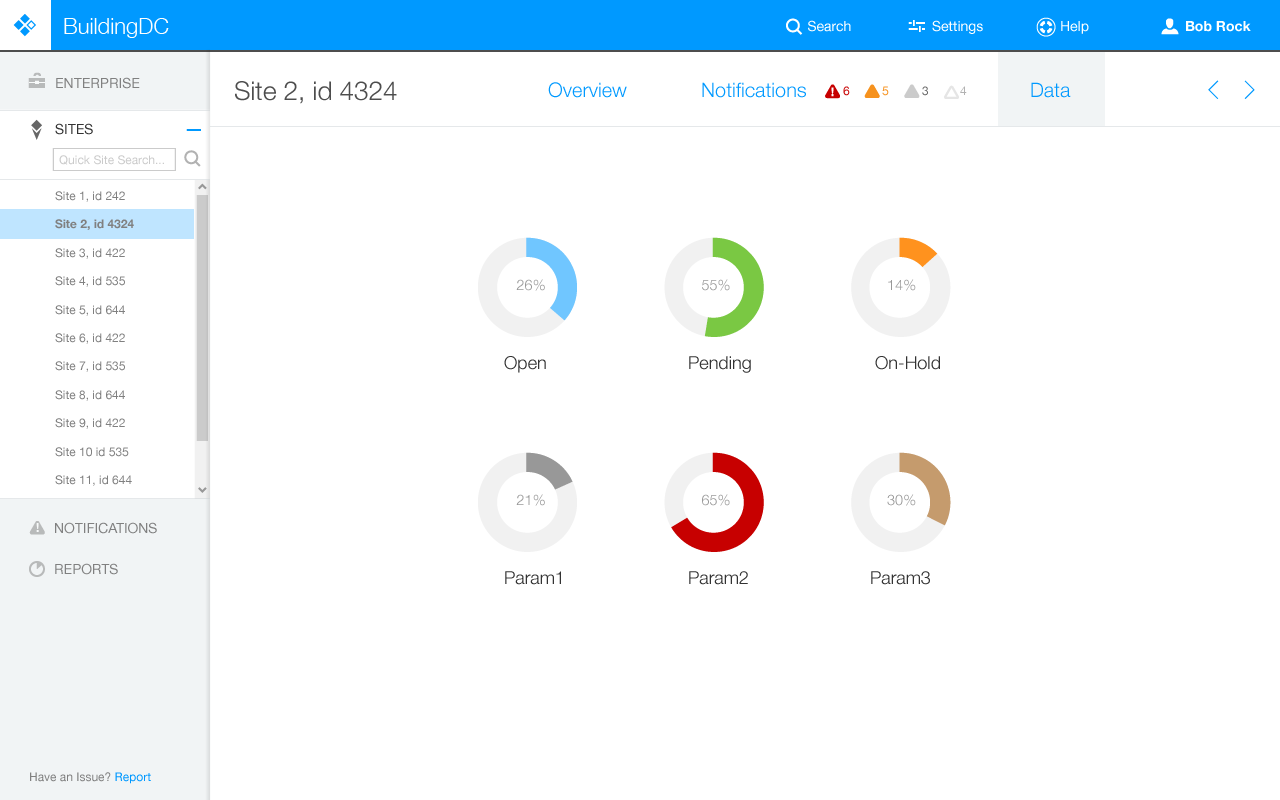 BuildingDC
Search
Settings
Help
Bob Rock
ENTERPRISE
SITES
Quick Site Search...
Site 1, id 242
Site 2, id 4324
Site 3, id 422
Site 4, id 535
Site 5, id 644
Site 6, id 422
Site 7, id 535
Site 8, id 644
Site 9, id 422
Site 10 id 535
Site 11, id 644
NOTIFICATIONS
REPORTS
Have an Issue? Report
Site 2, id 4324
Overview
Notifications
6
5
3
4
Data
26%
55%
14%
Open
Pending
On-Hold
21%
65%
30%
Param1
Param2
Param3